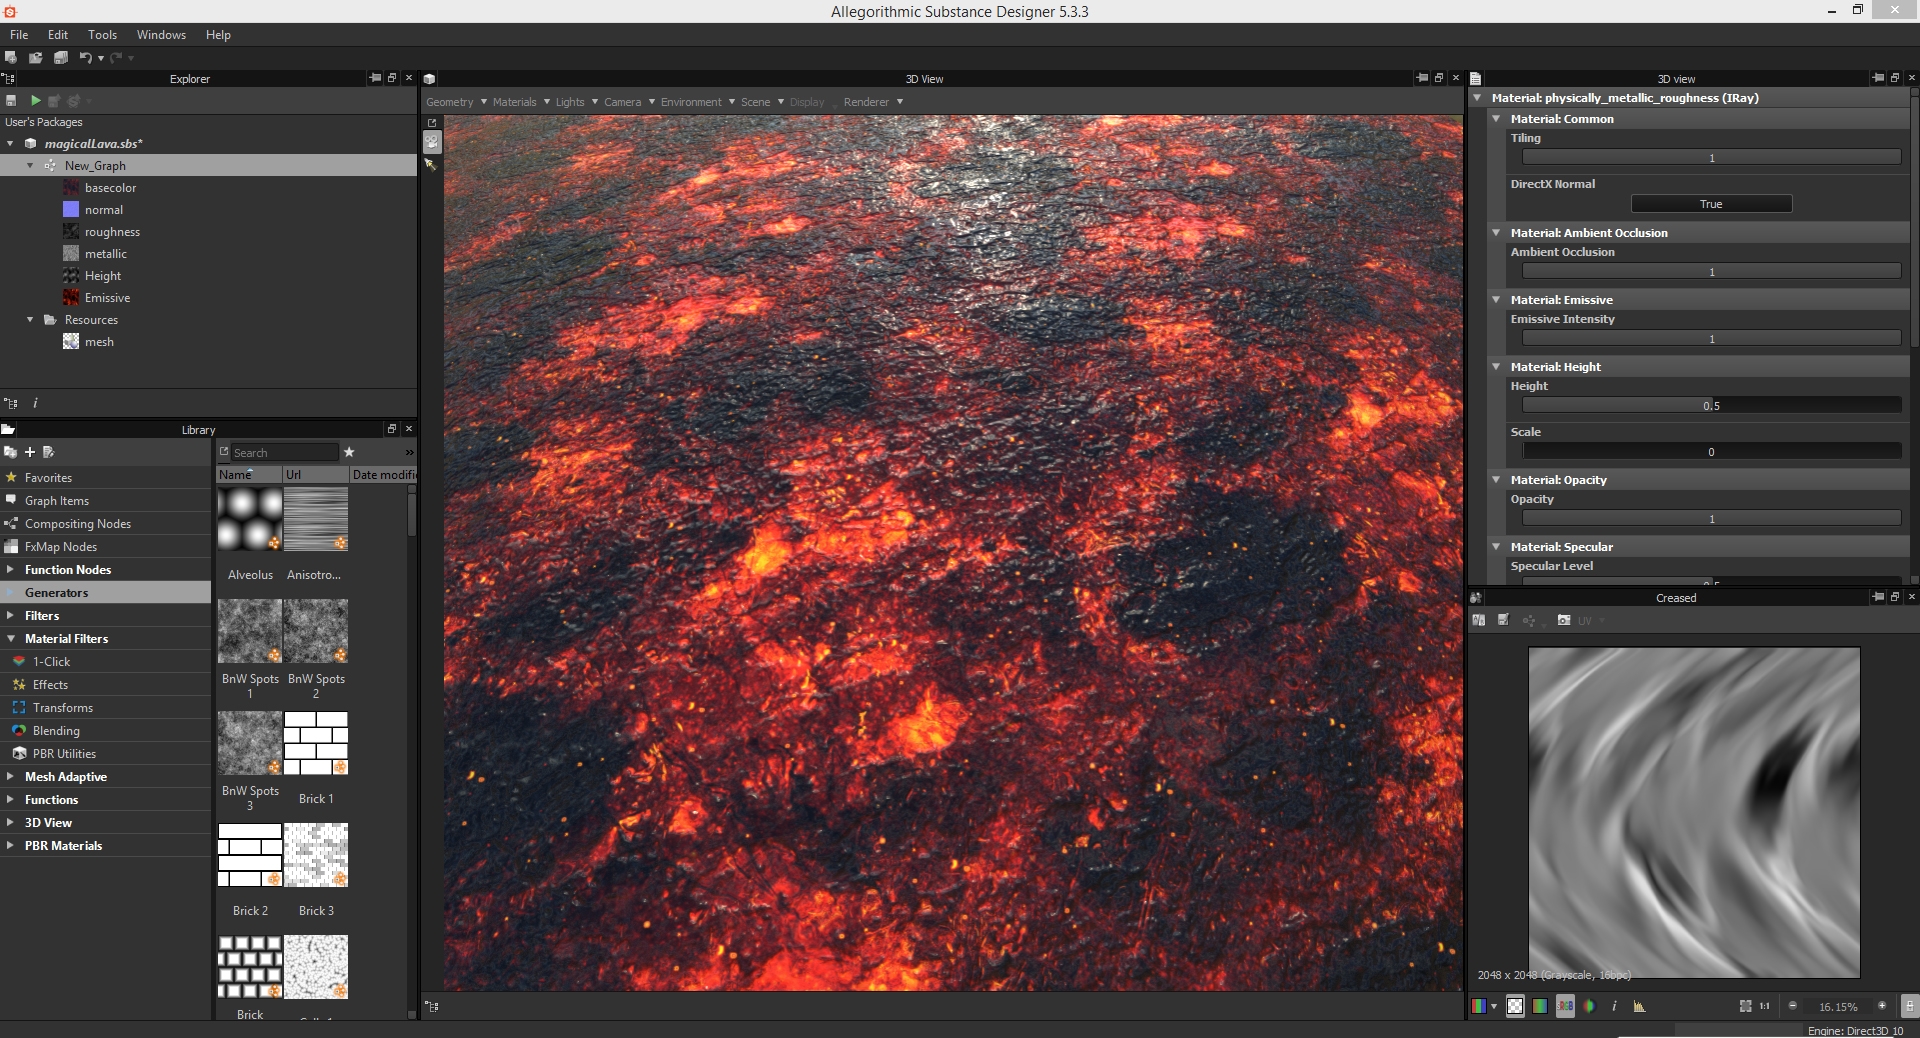 Allegorithmic Substance Designer 5.3.3
File Edit Tools Windows Help
Explorer
User's Packages
magicalLava.sbs*
New_Graph
basecolor
normal
roughness
metallic
Height
Emissive
Resources
mesh
i
Library
Search
Name Url Date modifi
Favorites
Graph Items
Compositing Nodes
FxMap Nodes
Function Nodes
Generators
Filters
Material Filters
1-Click
Effects
Transforms
Blending
PBR Utilities
Mesh Adaptive
Functions
3D View
PBR Materials
Alveolus Anisotro...
BnW Spots 1
BnW Spots 2
BnW Spots 3
Brick 1
Brick 2
Brick 3
Brick
3D View
Geometry Materials Lights Camera Environment Scene Display Renderer
3D view
Material: physically_metallic_roughness (IRay)
Material: Common
Tiling
1
DirectX Normal
True
Material: Ambient Occlusion
Ambient Occlusion
1
Material: Emissive
Emissive Intensity
1
Material: Height
Height
0.5
Scale
0
Material: Opacity
Opacity
1
Material: Specular
Specular Level
Creased
UV
2048 x 2048 (Grayscale, 16bpc)
RGB i 1:1 16.15%
Engine: Direct3D 10